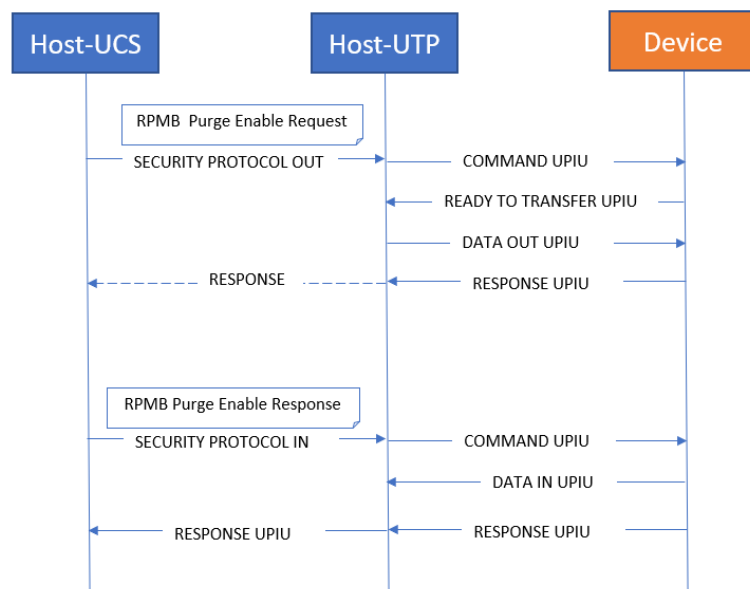 Host-UCS
Host-UTP
Device
RPMB Purge Enable Request
SECURITY PROTOCOL OUT
COMMAND UPIU
READY TO TRANSFER UPIU
DATA OUT UPIU
RESPONSE
RESPONSE UPIU
RPMB Purge Enable Response
SECURITY PROTOCOL IN
COMMAND UPIU
DATA IN UPIU
RESPONSE UPIU
RESPONSE UPIU